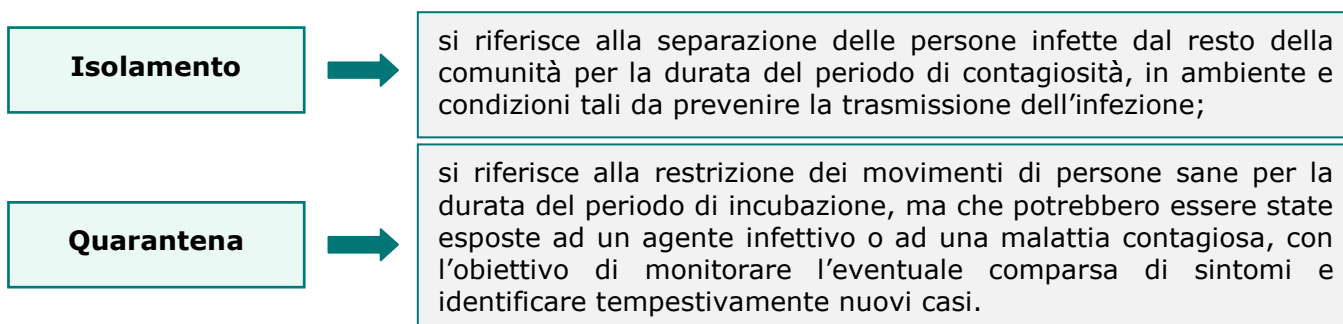 Isolamento
si riferisce alla separazione delle persone infette dal resto della
comunità per la durata del periodo di contagiosità, in ambiente e
condizioni tali da prevenire la trasmissione dell’infezione;
Quarantena
si riferisce alla restrizione dei movimenti di persone sane per la
durata del periodo di incubazione, ma che potrebbero essere state
esposte ad un agente infettivo o ad una malattia contagiosa, con
l’obiettivo di monitorare l’eventuale comparsa di sintomi e
identificare tempestivamente nuovi casi.